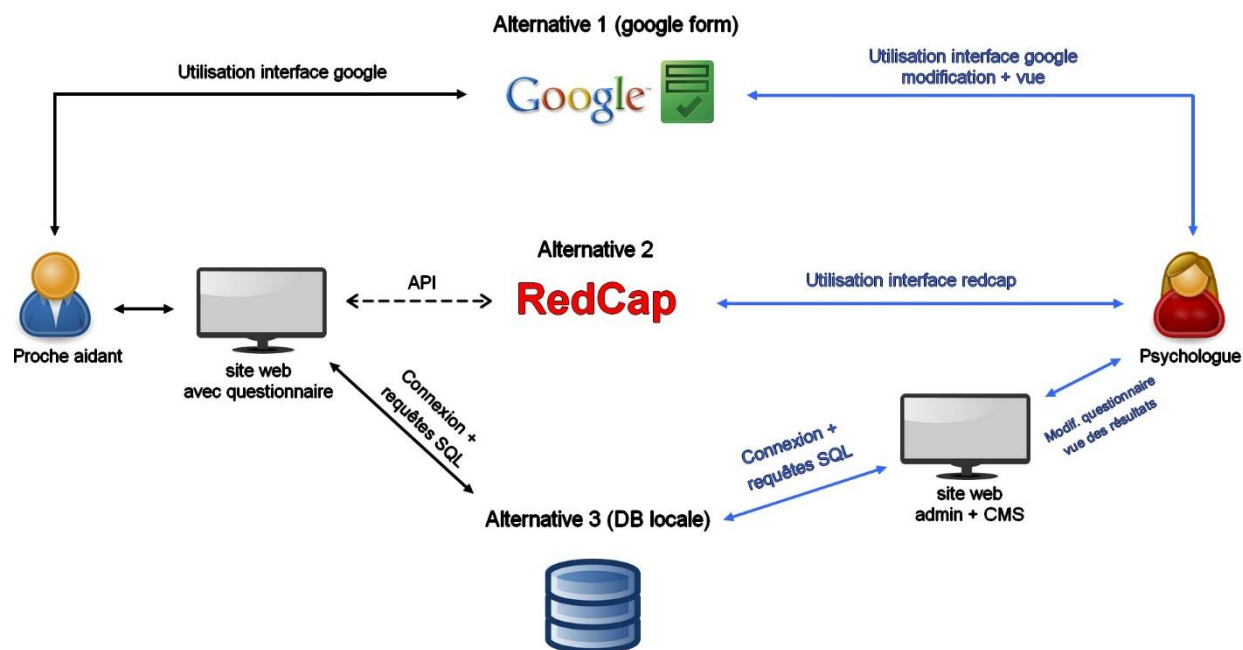 Alternative 1 (google form)
Utilisation interface google
Google™
Utilisation interface google
modification + vue
Alternative 2
API
RedCap
Utilisation interface redcap
Proche aidant
site web
avec questionnaire
Psychologue
Connexion +
requêtes SQL
Modif. questionnaire
vue des résultats
Connexion +
requêtes SQL
site web
admin + CMS
Alternative 3 (DB locale)